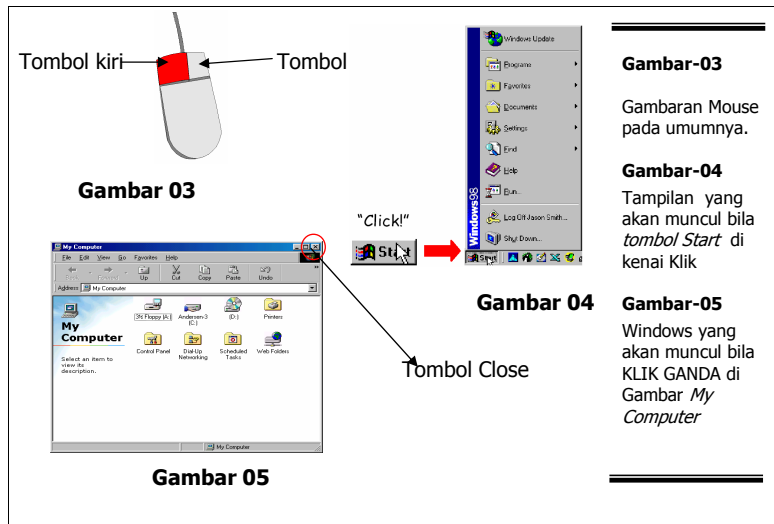 Tombol kiri
Tombol
Gambar 03
"Click!"
Start
Windows98
Windows Update
Programs
Favorites
Documents
Settings
Find
Help
Run...
Log Off Jason Smith...
Shut Down...
Start
Gambar 04
My Computer
File Edit View Go Favorites Help
Back Forward Up Cut Copy Paste Undo
Address My Computer
My
Computer
Select an item to
view its
description.
3½ Floppy (A:)
Andersen-3
(C:)
(D:)
Printers
Control Panel
Dial-Up
Networking
Scheduled
Tasks
Web Folders
My Computer
Tombol Close
Gambar 05
Gambar-03
Gambaran Mouse
pada umumnya.
Gambar-04
Tampilan yang
akan muncul bila
tombol Start di
kenai Klik
Gambar-05
Windows yang
akan muncul bila
KLIK GANDA di
Gambar My
Computer